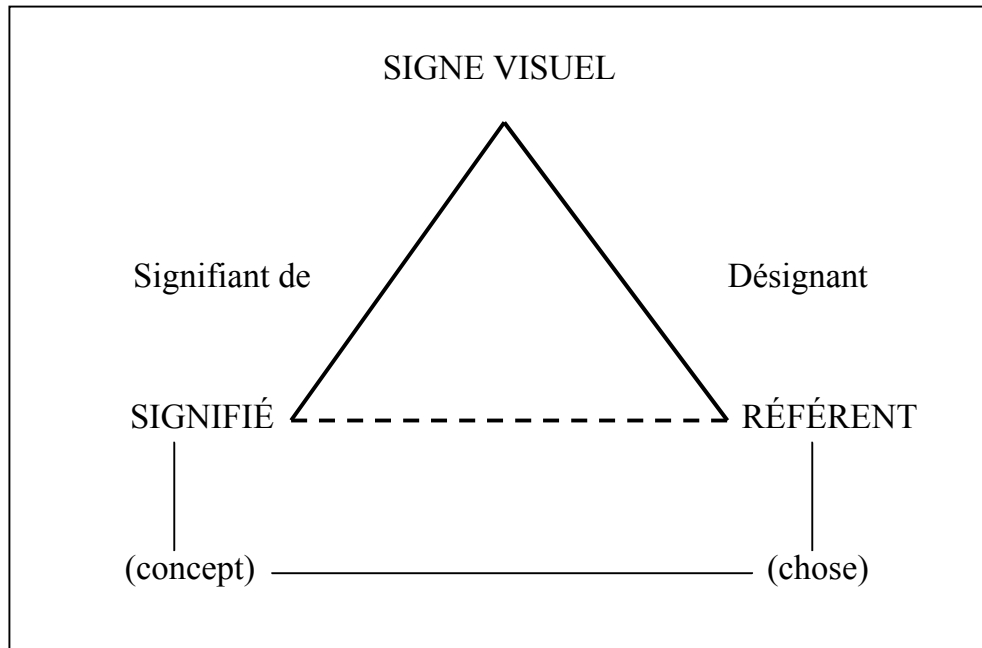 SIGNE VISUEL
Signifiant de
Désignant
SIGNIFIÉ
RÉFÉRENT
(concept)
(chose)